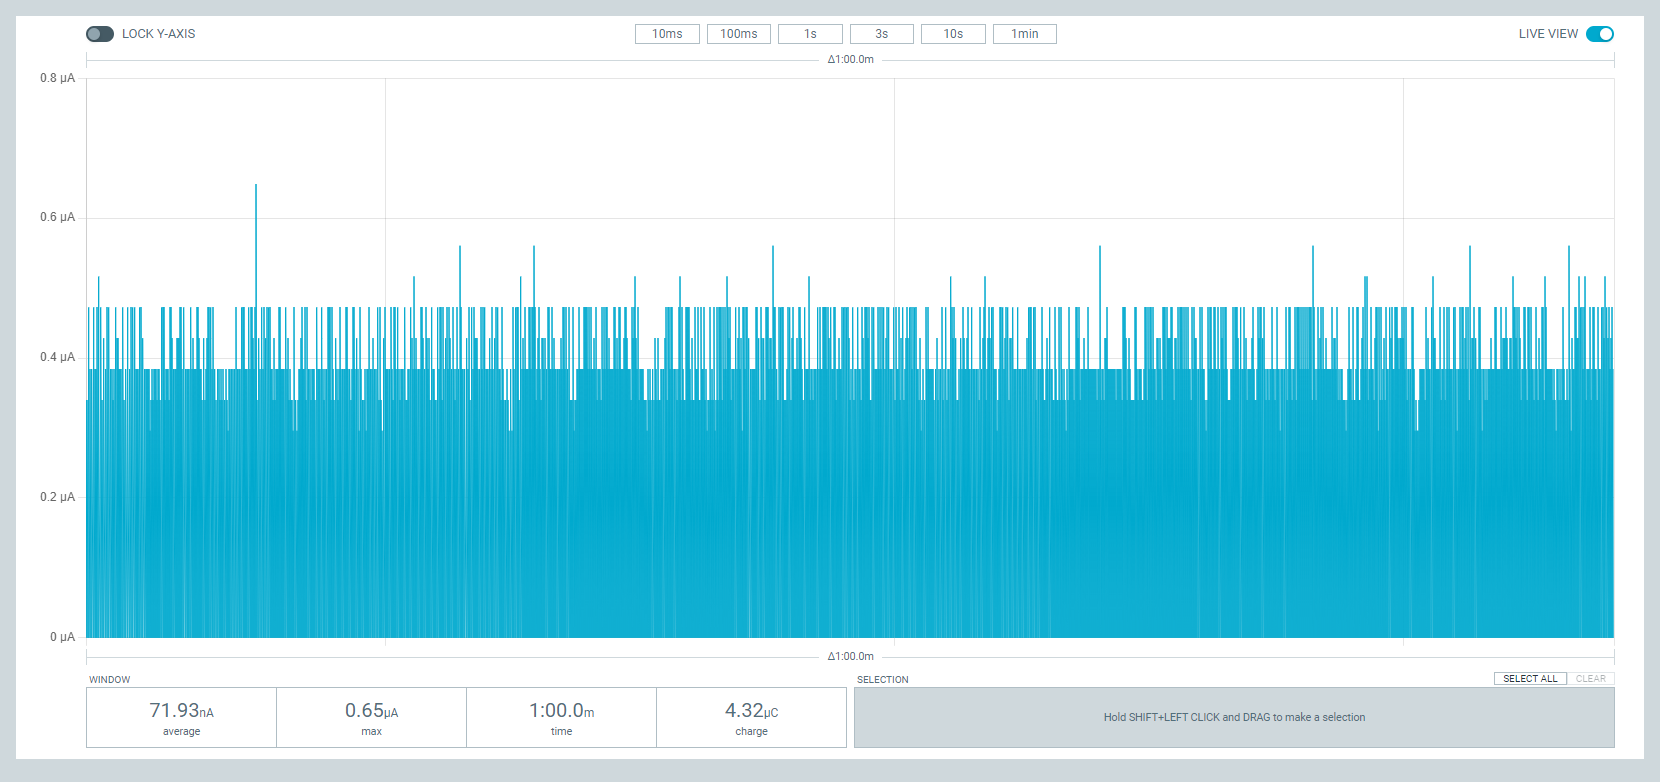 LOCK Y-AXIS 10ms 100ms 1s 3s 10s 1min LIVE VIEW
Δ1:00.0m
0.8 µA
0.6 µA
0.4 µA
0.2 µA
0 µA
Δ1:00.0m
WINDOW SELECTION SELECT ALL CLEAR
71.93nA 0.65µA 1:00.0m 4.32µC
average max time charge
Hold SHIFT+LEFT CLICK and DRAG to make a selection